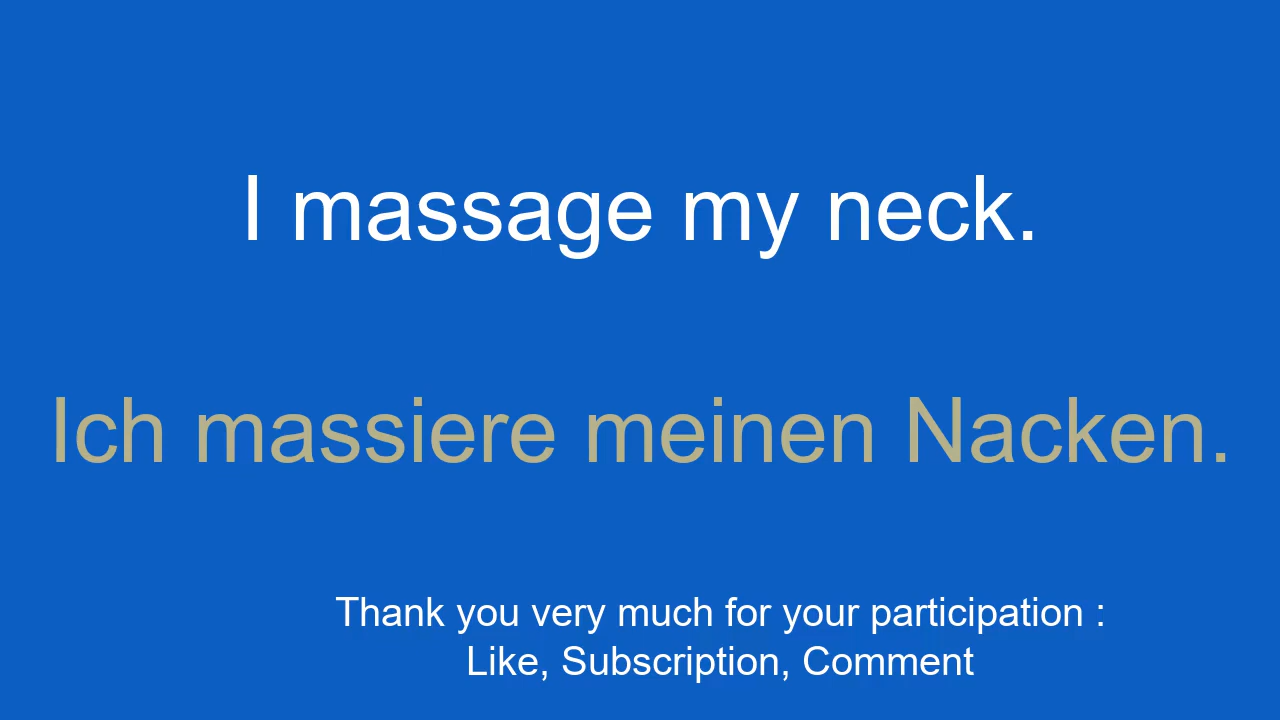 I massage my neck.
Ich massiere meinen Nacken.
Thank you very much for your participation :
Like, Subscription, Comment